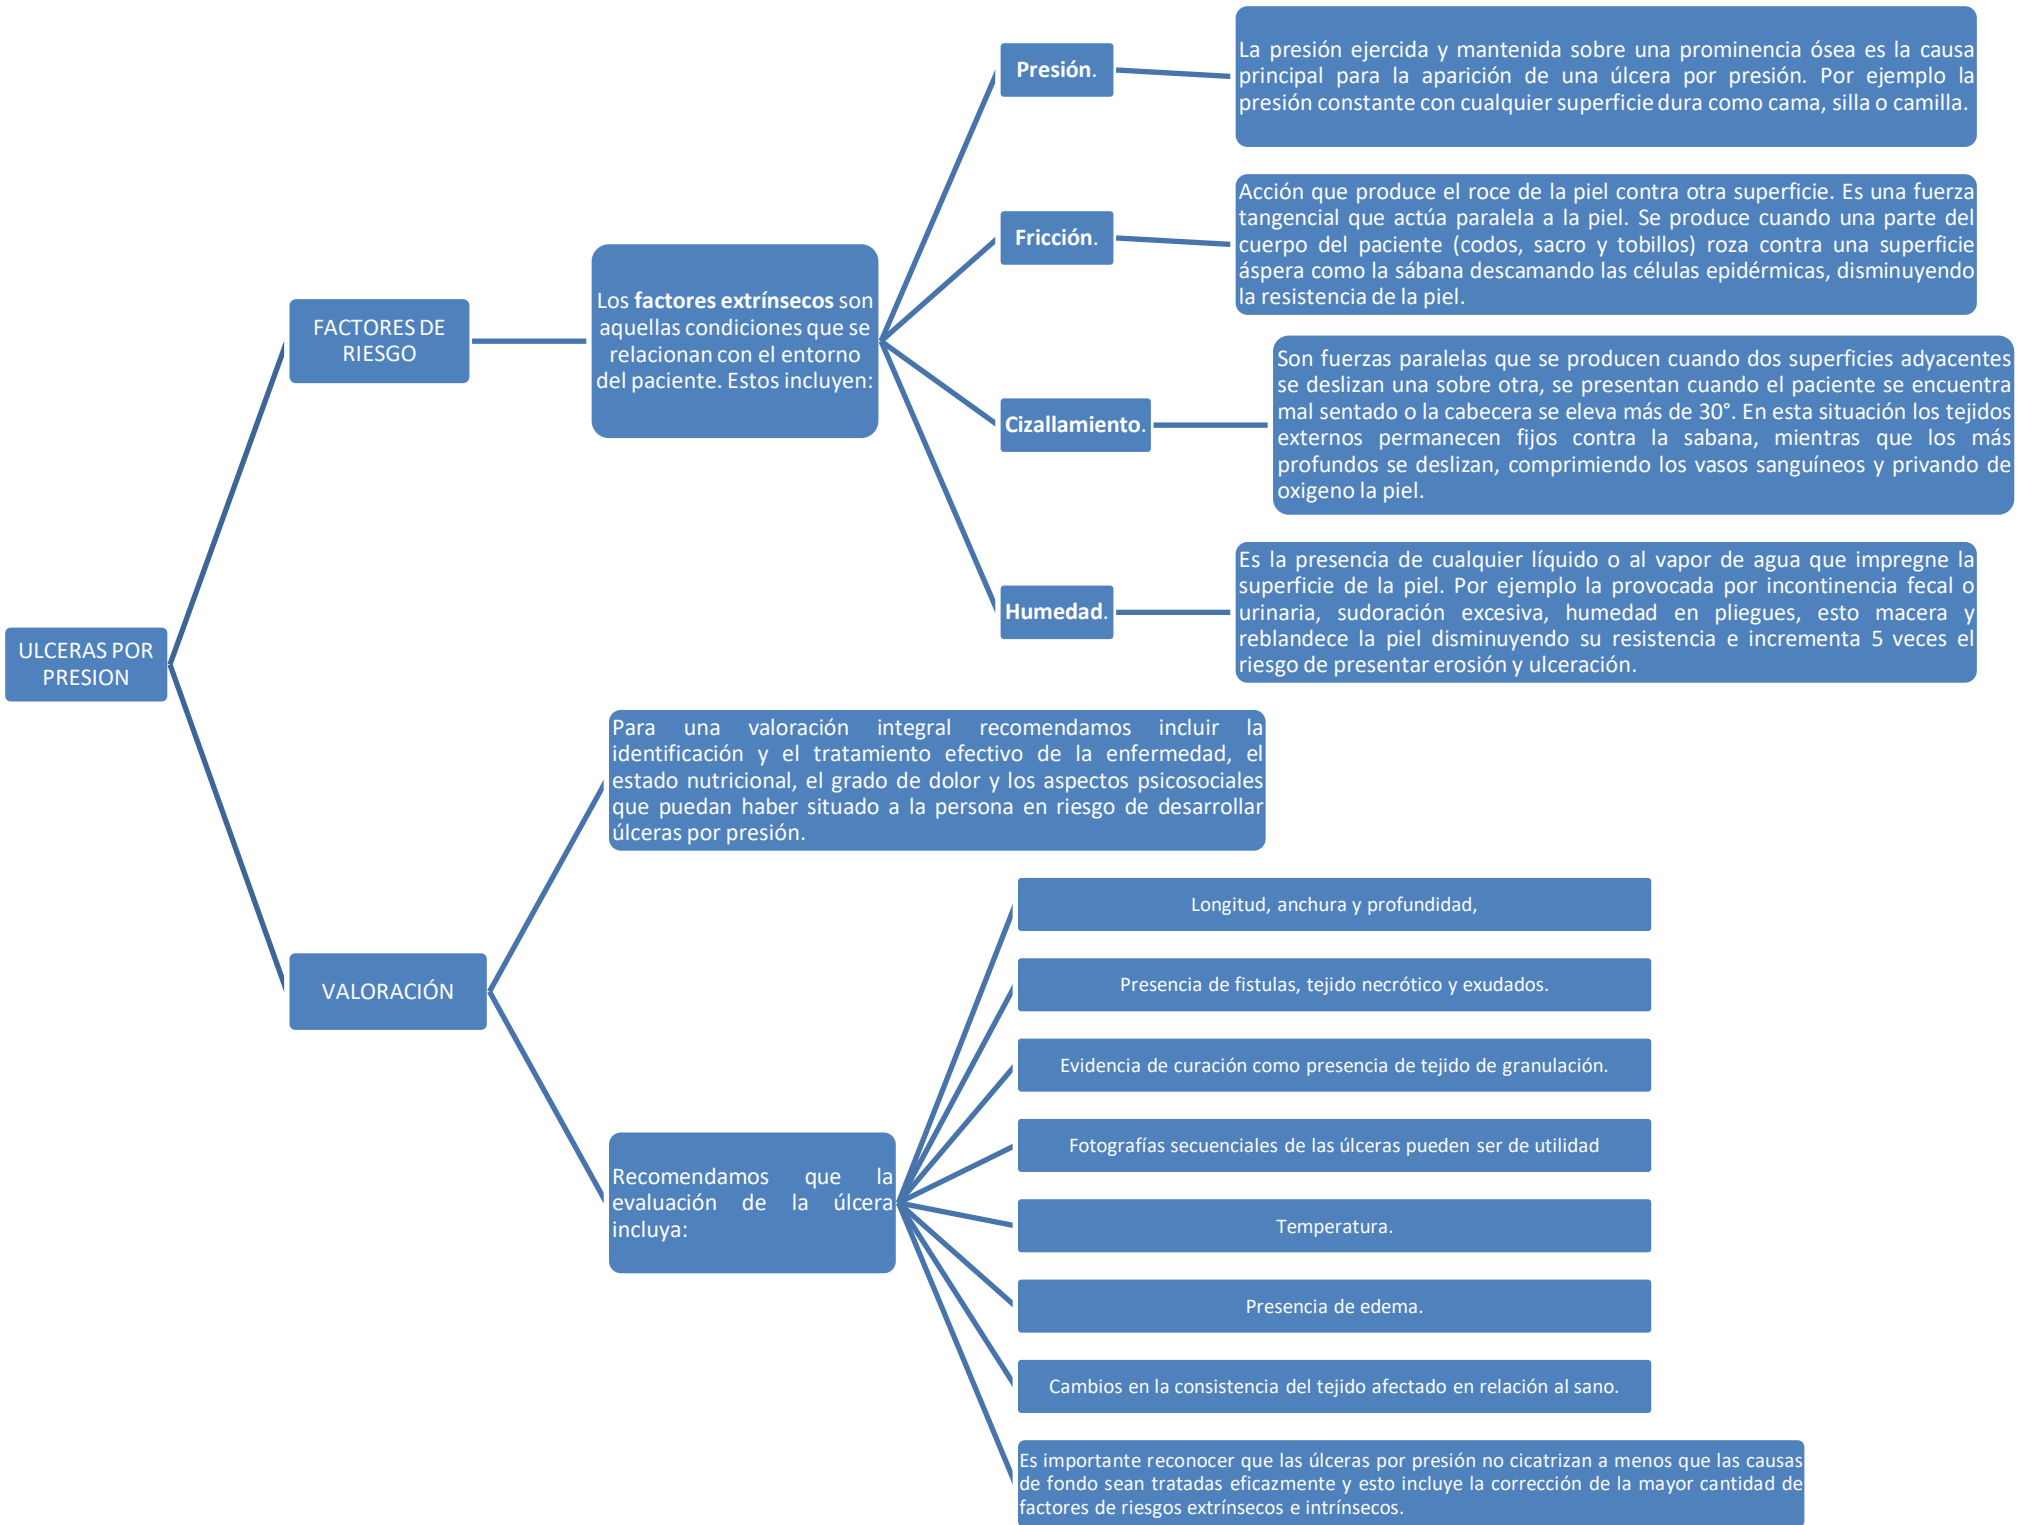 ULCERAS POR
PRESION
FACTORES DE
RIESGO
Los factores extrínsecos son
aquellas condiciones que se
relacionan con el entorno
del paciente. Estos incluyen:
Presión.
La presión ejercida y mantenida sobre una prominencia ósea es la causa
principal para la aparición de una úlcera por presión. Por ejemplo la
presión constante con cualquier superficie dura como cama, silla o camilla.
Fricción.
Acción que produce el roce de la piel contra otra superficie. Es una fuerza
tangencial que actúa paralela a la piel. Se produce cuando una parte del
cuerpo del paciente (codos, sacro y tobillos) roza contra una superficie
áspera como la sábana descamando las células epidérmicas, disminuyendo
la resistencia de la piel.
Cizallamiento.
Son fuerzas paralelas que se producen cuando dos superficies adyacentes
se deslizan una sobre otra, se presentan cuando el paciente se encuentra
mal sentado o la cabecera se eleva más de 30°. En esta situación los tejidos
externos permanecen fijos contra la sabana, mientras que los más
profundos se deslizan, comprimiendo los vasos sanguíneos y privando de
oxigeno la piel.
Humedad.
Es la presencia de cualquier líquido o al vapor de agua que impregne la
superficie de la piel. Por ejemplo la provocada por incontinencia fecal o
urinaria, sudoración excesiva, humedad en pliegues, esto macera y
reblandece la piel disminuyendo su resistencia e incrementa 5 veces el
riesgo de presentar erosión y ulceración.
VALORACIÓN
Para una valoración integral recomendamos incluir la
identificación y el tratamiento efectivo de la enfermedad, el
estado nutricional, el grado de dolor y los aspectos psicosociales
que puedan haber situado a la persona en riesgo de desarrollar
úlceras por presión.
Recomendamos que la
evaluación de la úlcera
incluya:
Longitud, anchura y profundidad,
Presencia de fistulas, tejido necrótico y exudados.
Evidencia de curación como presencia de tejido de granulación.
Fotografías secuenciales de las úlceras pueden ser de utilidad
Temperatura.
Presencia de edema.
Cambios en la consistencia del tejido afectado en relación al sano.
Es importante reconocer que las úlceras por presión no cicatrizan a menos que las causas
de fondo sean tratadas eficazmente y esto incluye la corrección de la mayor cantidad de
factores de riesgos extrínsecos e intrínsecos.